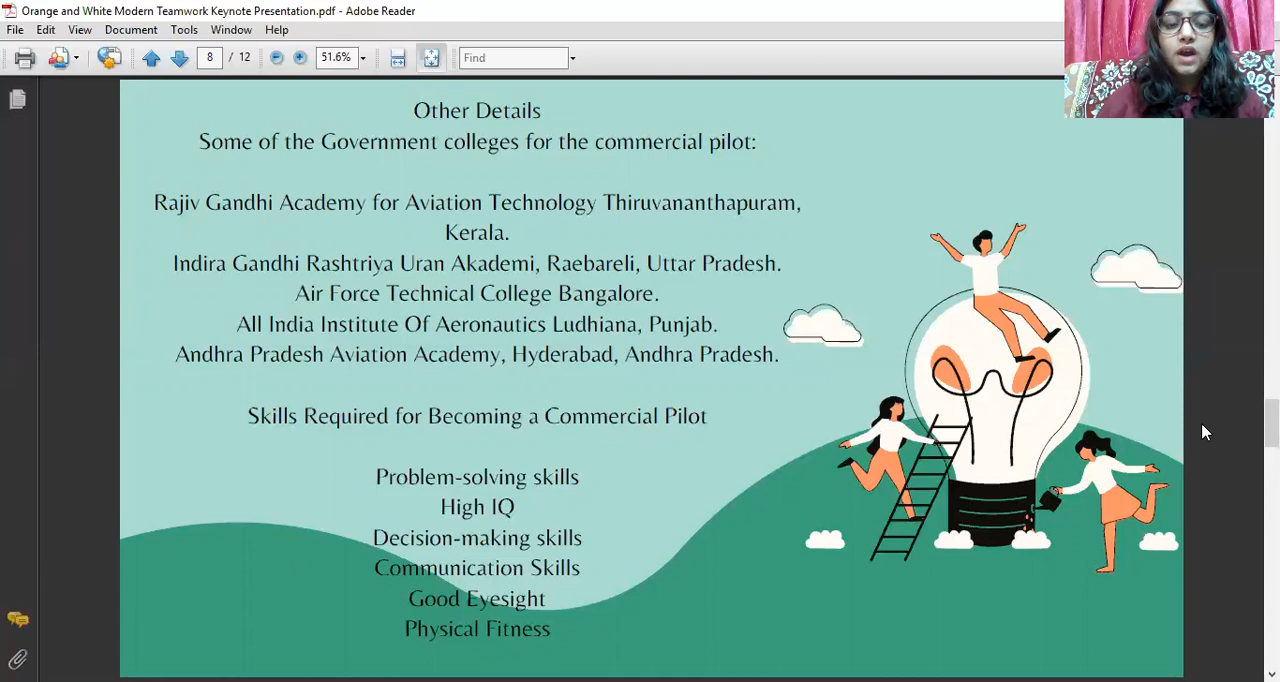 Orange and White Modern Teamwork Keynote Presentation.pdf - Adobe Reader
File Edit View Document Tools Window Help
8 / 12 51.6% Find
Other Details
Some of the Government colleges for the commercial pilot:
Rajiv Gandhi Academy for Aviation Technology Thiruvananthapuram,
Kerala.
Indira Gandhi Rashtriya Uran Akademi, Raebareli, Uttar Pradesh.
Air Force Technical College Bangalore.
All India Institute Of Aeronautics Ludhiana, Punjab.
Andhra Pradesh Aviation Academy, Hyderabad, Andhra Pradesh.
Skills Required for Becoming a Commercial Pilot
Problem-solving skills
High IQ
Decision-making skills
Communication Skills
Good Eyesight
Physical Fitness